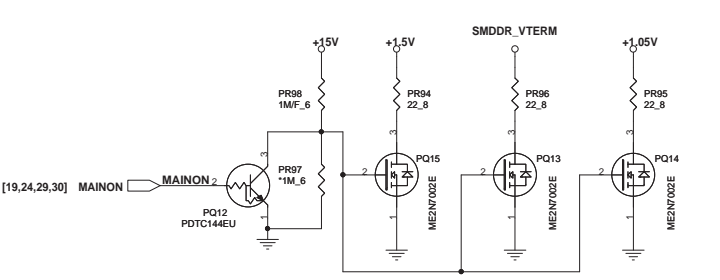 SMDDR_VTERM
+15V
+1.5V
+1.05V
PR98
1M/F_6
PR94
22_8
PR96
22_8
PR95
22_8
3
3
3
3
PR97
*1M_6
PQ15
PQ13
PQ14
[19,24,29,30] MAINON
MAINON 2
2
2
2
PQ12
PDTC144EU
1
1
1
1
ME2N7002E
ME2N7002E
ME2N7002E